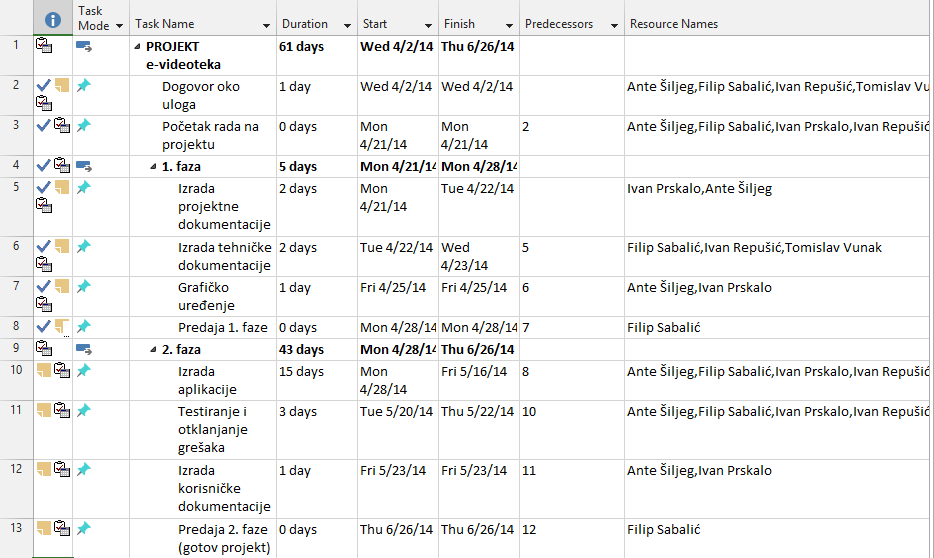 Task Mode Task Name Duration Start Finish Predecessors Resource Names
1 PROJEKT e-videoteka 61 days Wed 4/2/14 Thu 6/26/14
2 Dogovor oko uloga 1 day Wed 4/2/14 Wed 4/2/14 Ante Šiljeg,Filip Sabalić,Ivan Repušić,Tomislav Vu
3 Početak rada na projektu 0 days Mon 4/21/14 Mon 4/21/14 2 Ante Šiljeg,Filip Sabalić,Ivan Prskalo,Ivan Repušić
4 1. faza 5 days Mon 4/21/14 Mon 4/28/14
5 Izrada projektne dokumentacije 2 days Mon 4/21/14 Tue 4/22/14 Ivan Prskalo,Ante Šiljeg
6 Izrada tehničke dokumentacije 2 days Tue 4/22/14 Wed 4/23/14 5 Filip Sabalić,Ivan Repušić,Tomislav Vunak
7 Grafičko uređenje 1 day Fri 4/25/14 Fri 4/25/14 6 Ante Šiljeg,Ivan Prskalo
8 Predaja 1. faze 0 days Mon 4/28/14 Mon 4/28/14 7 Filip Sabalić
9 2. faza 43 days Mon 4/28/14 Thu 6/26/14
10 Izrada aplikacije 15 days Mon 4/28/14 Fri 5/16/14 8 Ante Šiljeg,Filip Sabalić,Ivan Prskalo,Ivan Repušić
11 Testiranje i otklanjanje grešaka 3 days Tue 5/20/14 Thu 5/22/14 10 Ante Šiljeg,Filip Sabalić,Ivan Prskalo,Ivan Repušić
12 Izrada korisničke dokumentacije 1 day Fri 5/23/14 Fri 5/23/14 11 Ante Šiljeg,Ivan Prskalo
13 Predaja 2. faze (gotov projekt) 0 days Thu 6/26/14 Thu 6/26/14 12 Filip Sabalić